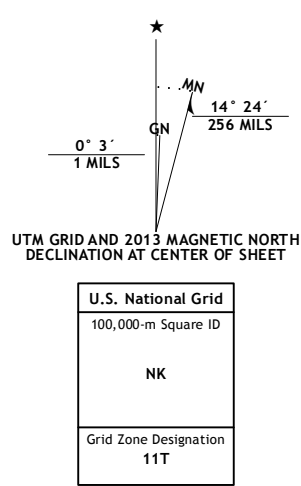 ★
MN
GN
14° 24´
256 MILS
0° 3´
1 MILS
UTM GRID AND 2013 MAGNETIC NORTH
DECLINATION AT CENTER OF SHEET
U.S. National Grid
100,000-m Square ID
NK
Grid Zone Designation
11T